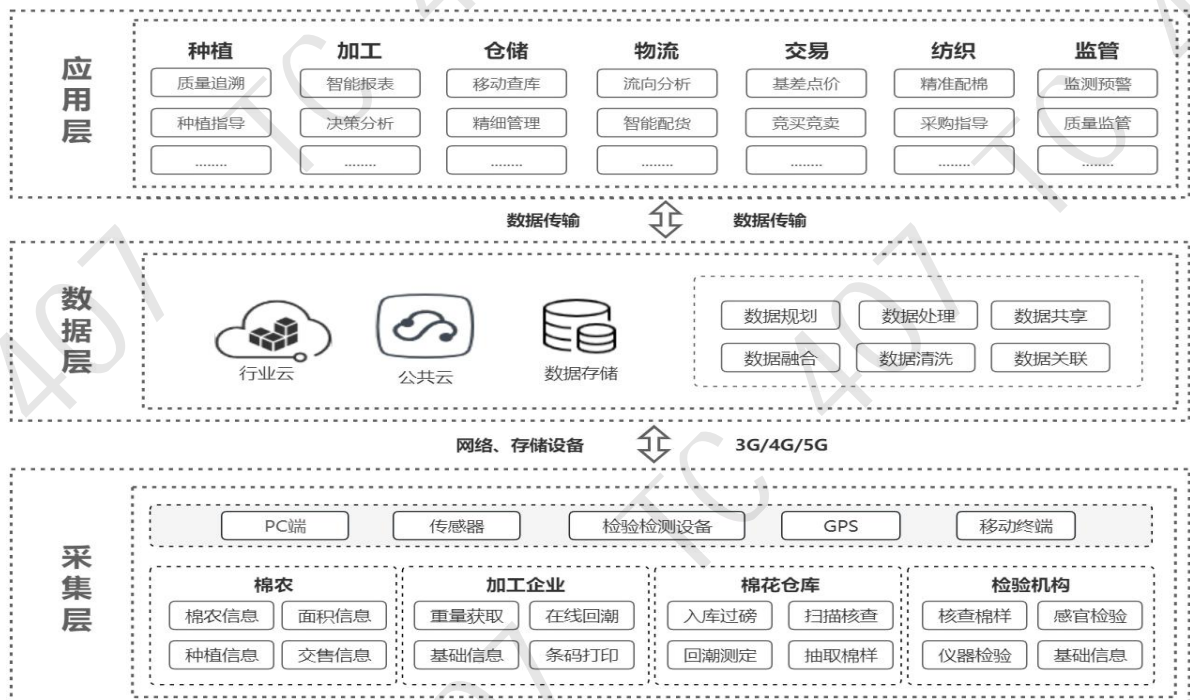 应用层
种植 加工 仓储 物流 交易 纺织 监管
质量追溯 智能报表 移动查库 流向分析 基差点价 精准配棉 监测预警
种植指导 决策分析 精细管理 智能配货 竞买竞卖 采购指导 质量监管
........ ........ ........ ........ ........ ........ ........
数据传输 数据传输
数据层
数据规划 数据处理 数据共享
数据融合 数据清洗 数据关联
行业云 公共云 数据存储
网络、存储设备 3G/4G/5G
采集层
PC端 传感器 检验检测设备 GPS 移动终端
棉农 加工企业 棉花仓库 检验机构
棉农信息 面积信息 重量获取 在线回潮 入库过磅 扫描核查 核查棉样 感官检验
种植信息 交售信息 基础信息 条码打印 回潮测定 抽取棉样 仪器检验 基础信息
TC 407